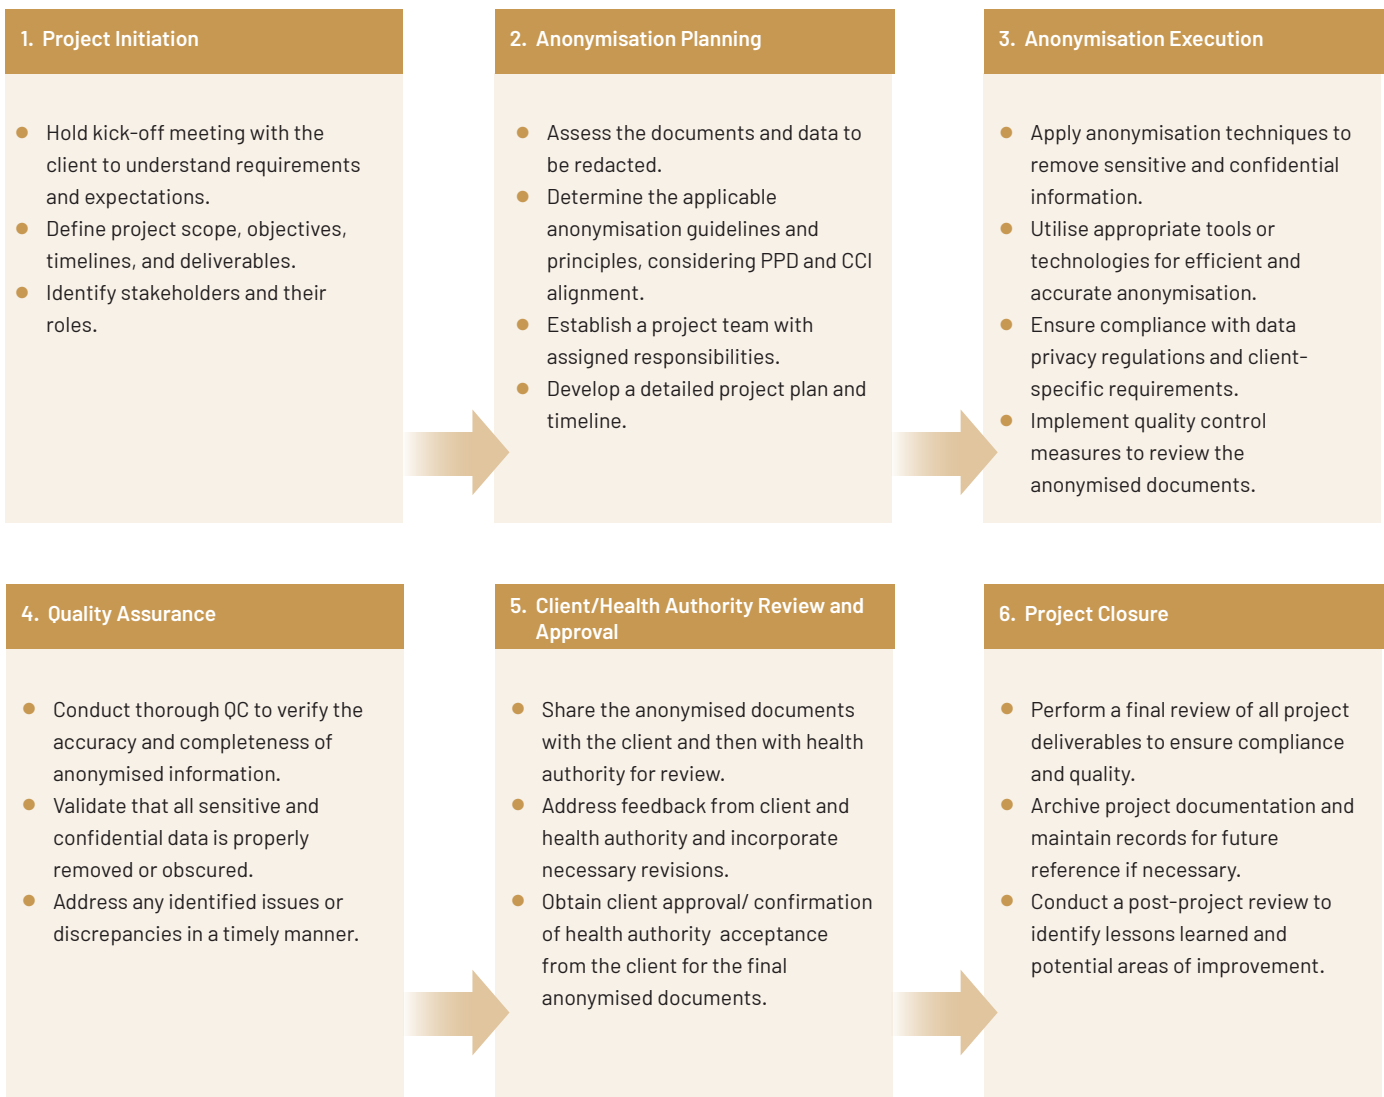 1. Project Initiation
Hold kick-off meeting with the
client to understand requirements
and expectations.
Define project scope, objectives,
timelines, and deliverables.
Identify stakeholders and their
roles.
2. Anonymisation Planning
Assess the documents and data to
be redacted.
Determine the applicable
anonymisation guidelines and
principles, considering PPD and CCI
alignment.
Establish a project team with
assigned responsibilities.
Develop a detailed project plan and
timeline.
3. Anonymisation Execution
Apply anonymisation techniques to
remove sensitive and confidential
information.
Utilise appropriate tools or
technologies for efficient and
accurate anonymisation.
Ensure compliance with data
privacy regulations and client-
specific requirements.
Implement quality control
measures to review the
anonymised documents.
4. Quality Assurance
Conduct thorough QC to verify the
accuracy and completeness of
anonymised information.
Validate that all sensitive and
confidential data is properly
removed or obscured.
Address any identified issues or
discrepancies in a timely manner.
5. Client/Health Authority Review and
Approval
Share the anonymised documents
with the client and then with health
authority for review.
Address feedback from client and
health authority and incorporate
necessary revisions.
Obtain client approval/ confirmation
of health authority acceptance
from the client for the final
anonymised documents.
6. Project Closure
Perform a final review of all project
deliverables to ensure compliance
and quality.
Archive project documentation and
maintain records for future
reference if necessary.
Conduct a post-project review to
identify lessons learned and
potential areas of improvement.